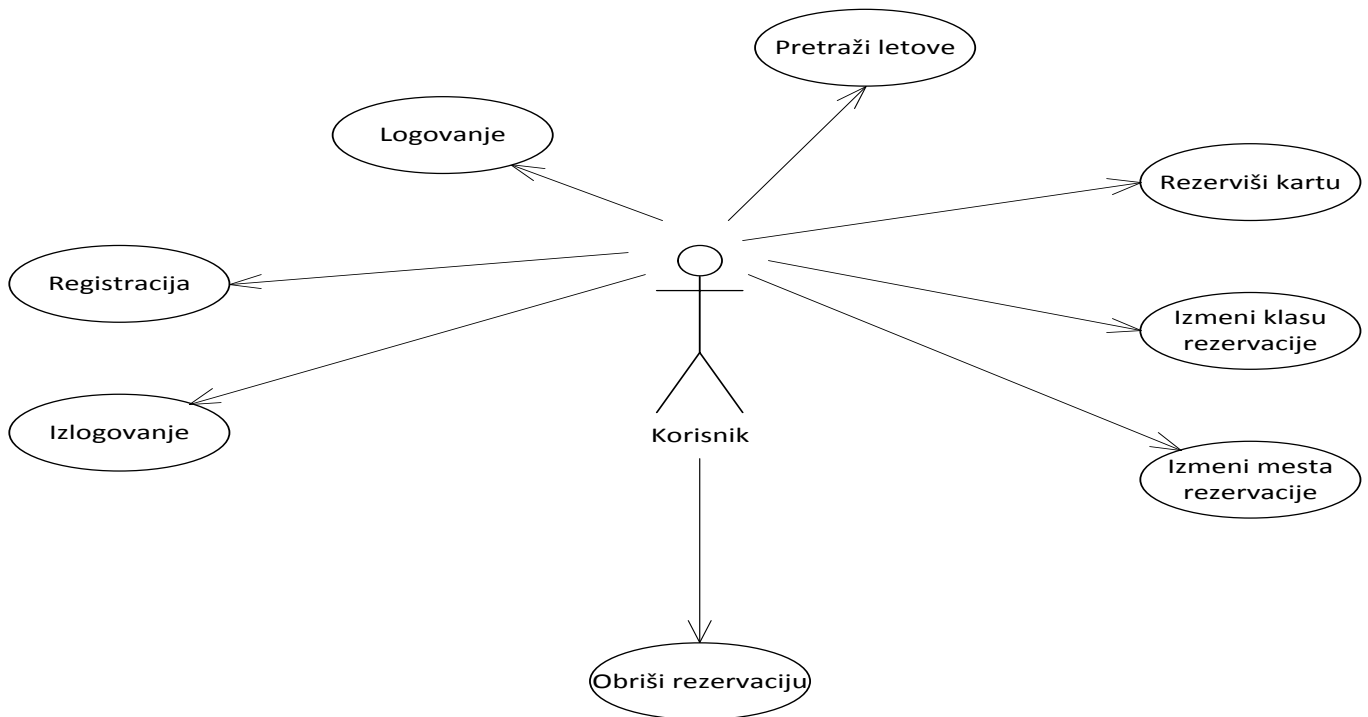 Pretraži letove
Logovanje
Rezerviši kartu
Registracija
Izmeni klasu
rezervacije
Izlogovanje
Korisnik
Izmeni mesta
rezervacije
Obriši rezervaciju